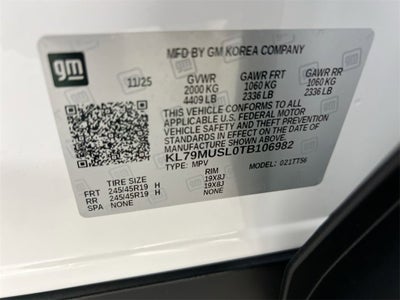 gm
MFD BY GM KOREA COMPANY
11/25 GVWR GAWR FRT GAWR RR
2000 KG 1060 KG 1060 KG
4409 LB 2336 LB 2336 LB
THIS VEHICLE CONFORMS TO ALL
APPLICABLE U.S. FEDERAL MOTOR
VEHICLE SAFETY AND THEFT PREVENTION
STANDARDS IN EFFECT ON THE DATE OF
MANUFACTURE SHOWN ABOVE.
KL79MUSL0TB106982
TYPE: MPV MODEL: 021TTS6
TIRE SIZE RIM
FRT 245/45R19 H 19X8J
RR 245/45R19 H 19X8J
SPA NONE NONE